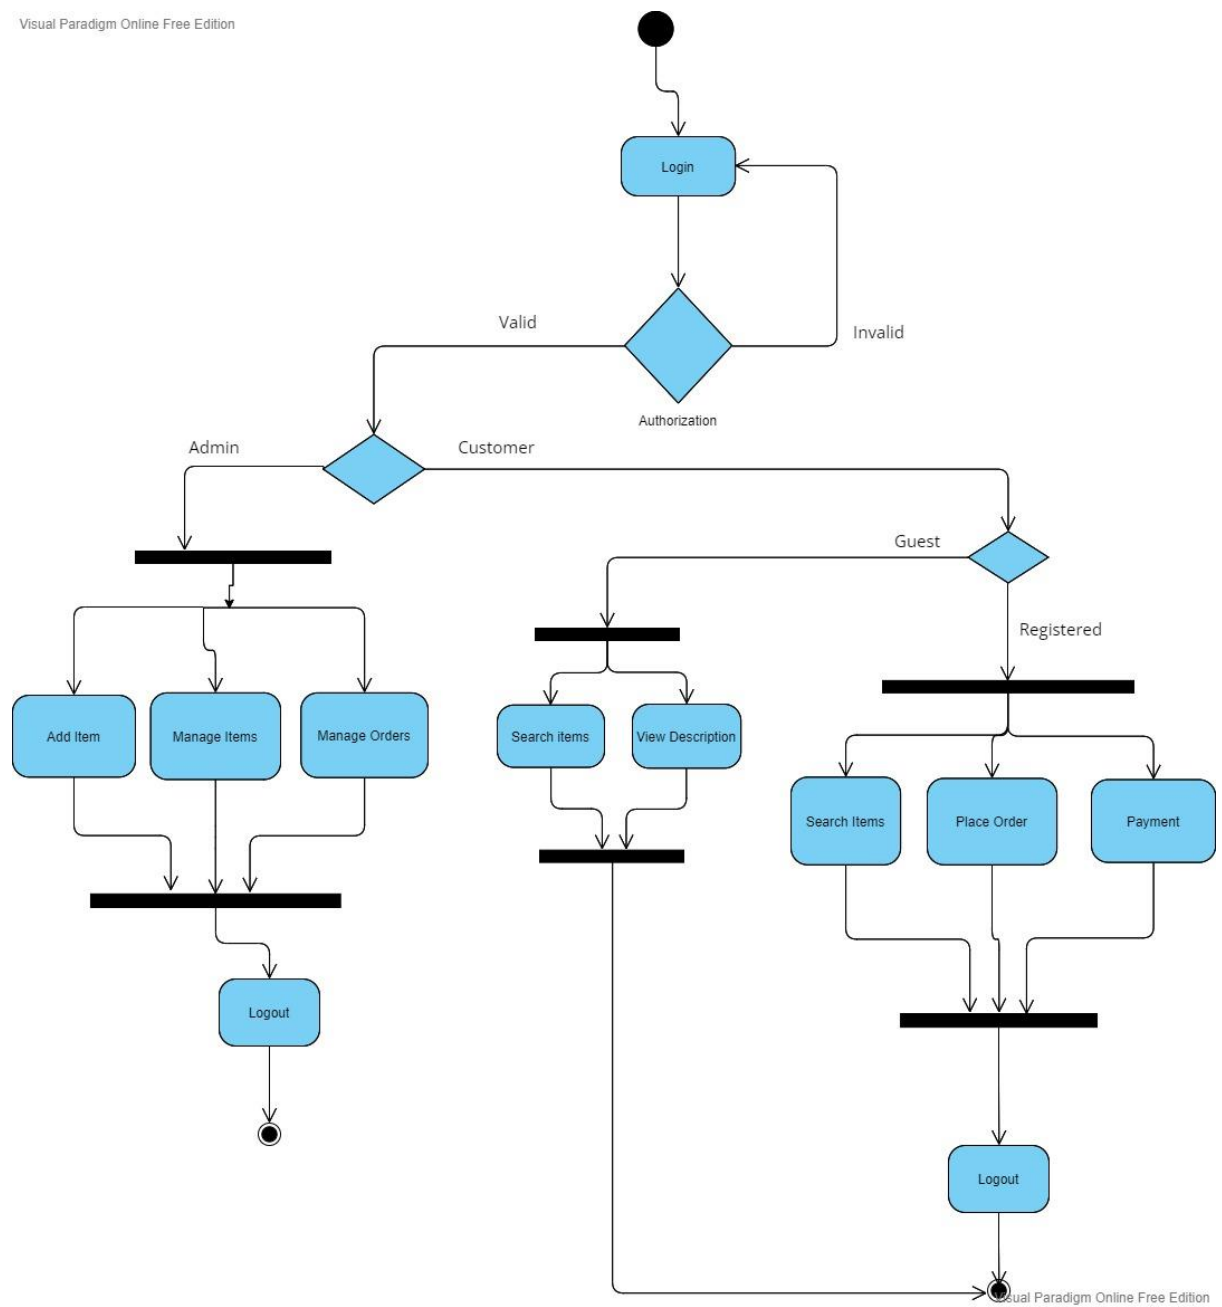 Visual Paradigm Online Free Edition
Login
Valid
Invalid
Authorization
Admin
Customer
Guest
Registered
Add Item
Manage Items
Manage Orders
Search items
View Description
Search Items
Place Order
Payment
Logout
Logout
Visual Paradigm Online Free Edition